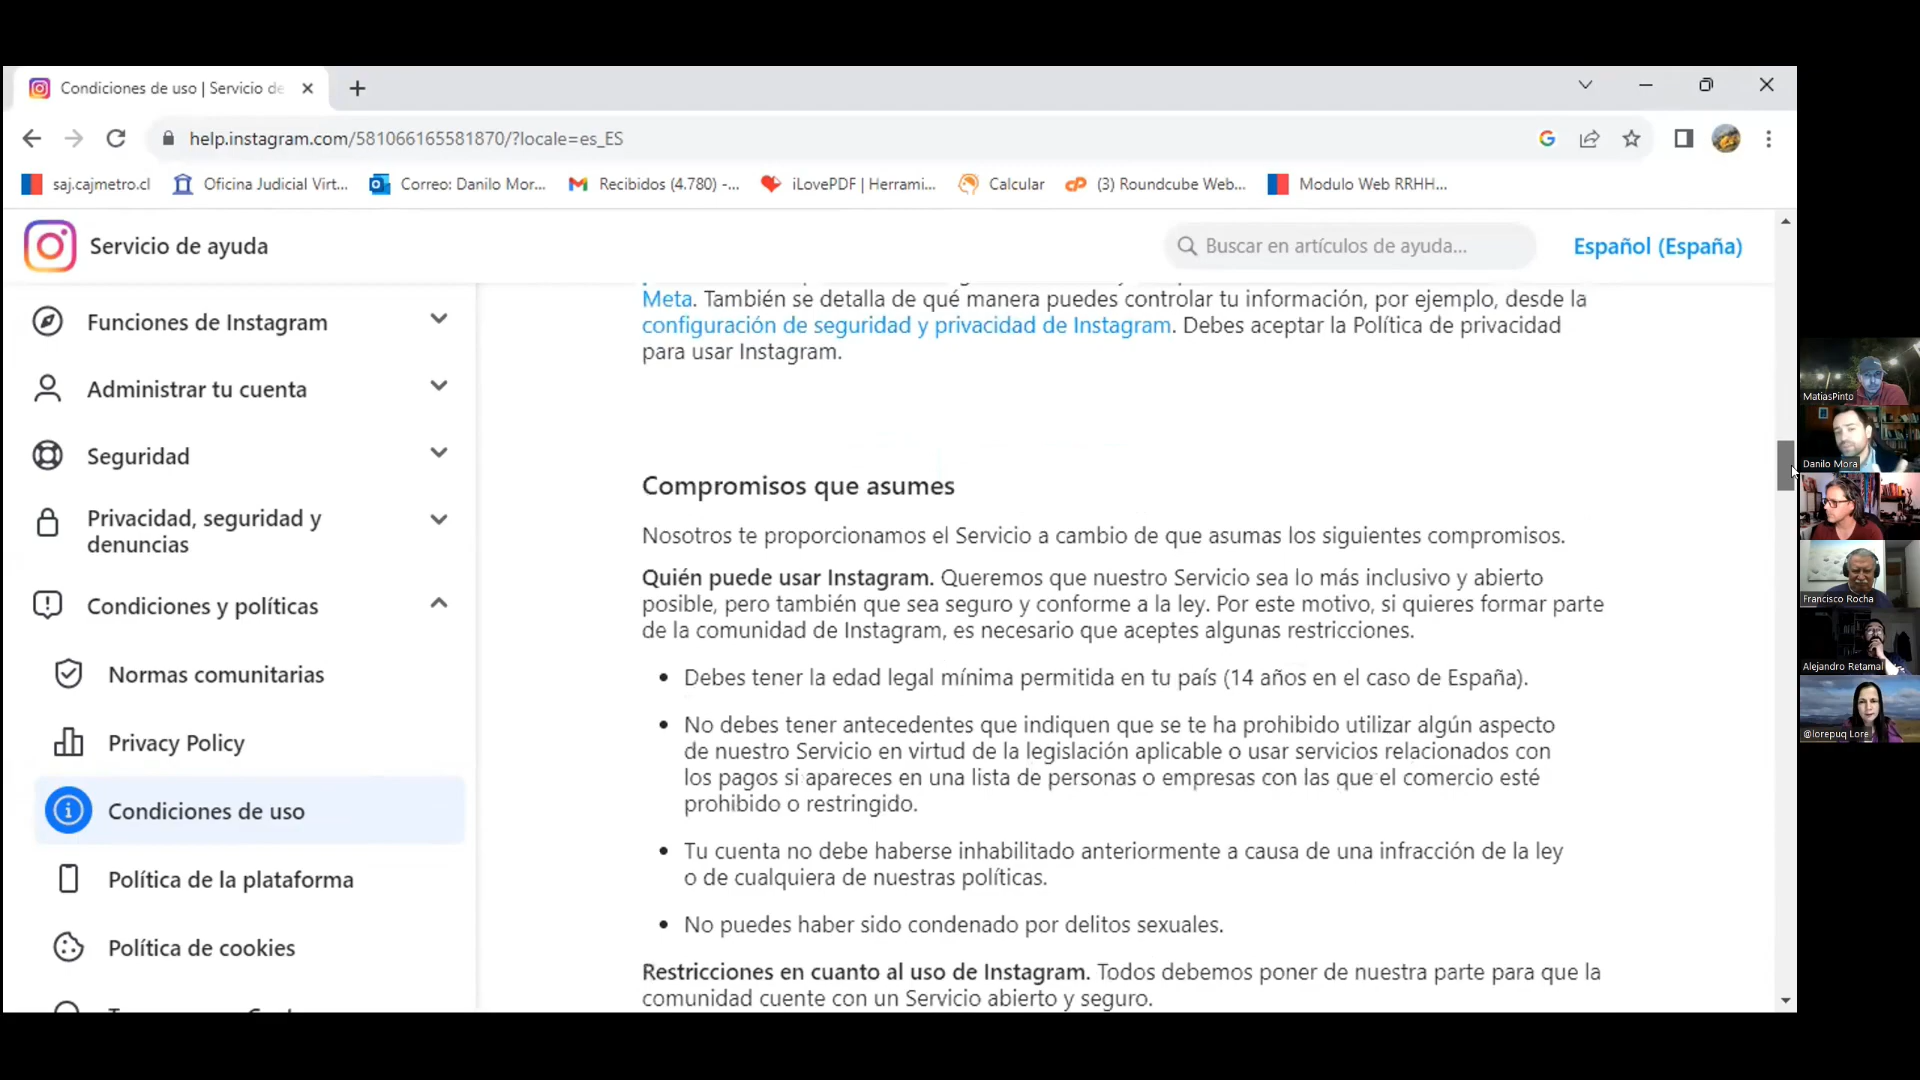 Condiciones de uso | Servicio de
help.instagram.com/581066165581870/?locale=es_ES
saj.cajmetro.cl
Oficina Judicial Virt...
Correo: Danilo Mor...
Recibidos (4.780) -...
iLovePDF | Herrami...
Calcular
(3) Roundcube Web...
Modulo Web RRHH...
Servicio de ayuda
Buscar en artículos de ayuda...
Español (España)
Funciones de Instagram
Administrar tu cuenta
Seguridad
Privacidad, seguridad y
denuncias
Condiciones y políticas
Normas comunitarias
Privacy Policy
Condiciones de uso
Política de la plataforma
Política de cookies
Meta. También se detalla de qué manera puedes controlar tu información, por ejemplo, desde la
configuración de seguridad y privacidad de Instagram. Debes aceptar la Política de privacidad
para usar Instagram.
Compromisos que asumes
Nosotros te proporcionamos el Servicio a cambio de que asumas los siguientes compromisos.
Quién puede usar Instagram. Queremos que nuestro Servicio sea lo más inclusivo y abierto
posible, pero también que sea seguro y conforme a la ley. Por este motivo, si quieres formar parte
de la comunidad de Instagram, es necesario que aceptes algunas restricciones.
• Debes tener la edad legal mínima permitida en tu país (14 años en el caso de España).
• No debes tener antecedentes que indiquen que se te ha prohibido utilizar algún aspecto
de nuestro Servicio en virtud de la legislación aplicable o usar servicios relacionados con
los pagos si apareces en una lista de personas o empresas con las que el comercio esté
prohibido o restringido.
• Tu cuenta no debe haberse inhabilitado anteriormente a causa de una infracción de la ley
o de cualquiera de nuestras políticas.
• No puedes haber sido condenado por delitos sexuales.
Restricciones en cuanto al uso de Instagram. Todos debemos poner de nuestra parte para que la
comunidad cuente con un Servicio abierto y seguro.
MatiasPinto
Danilo Mora
Francisco Rocha
Alejandro Retamal
@lorepuq Lore